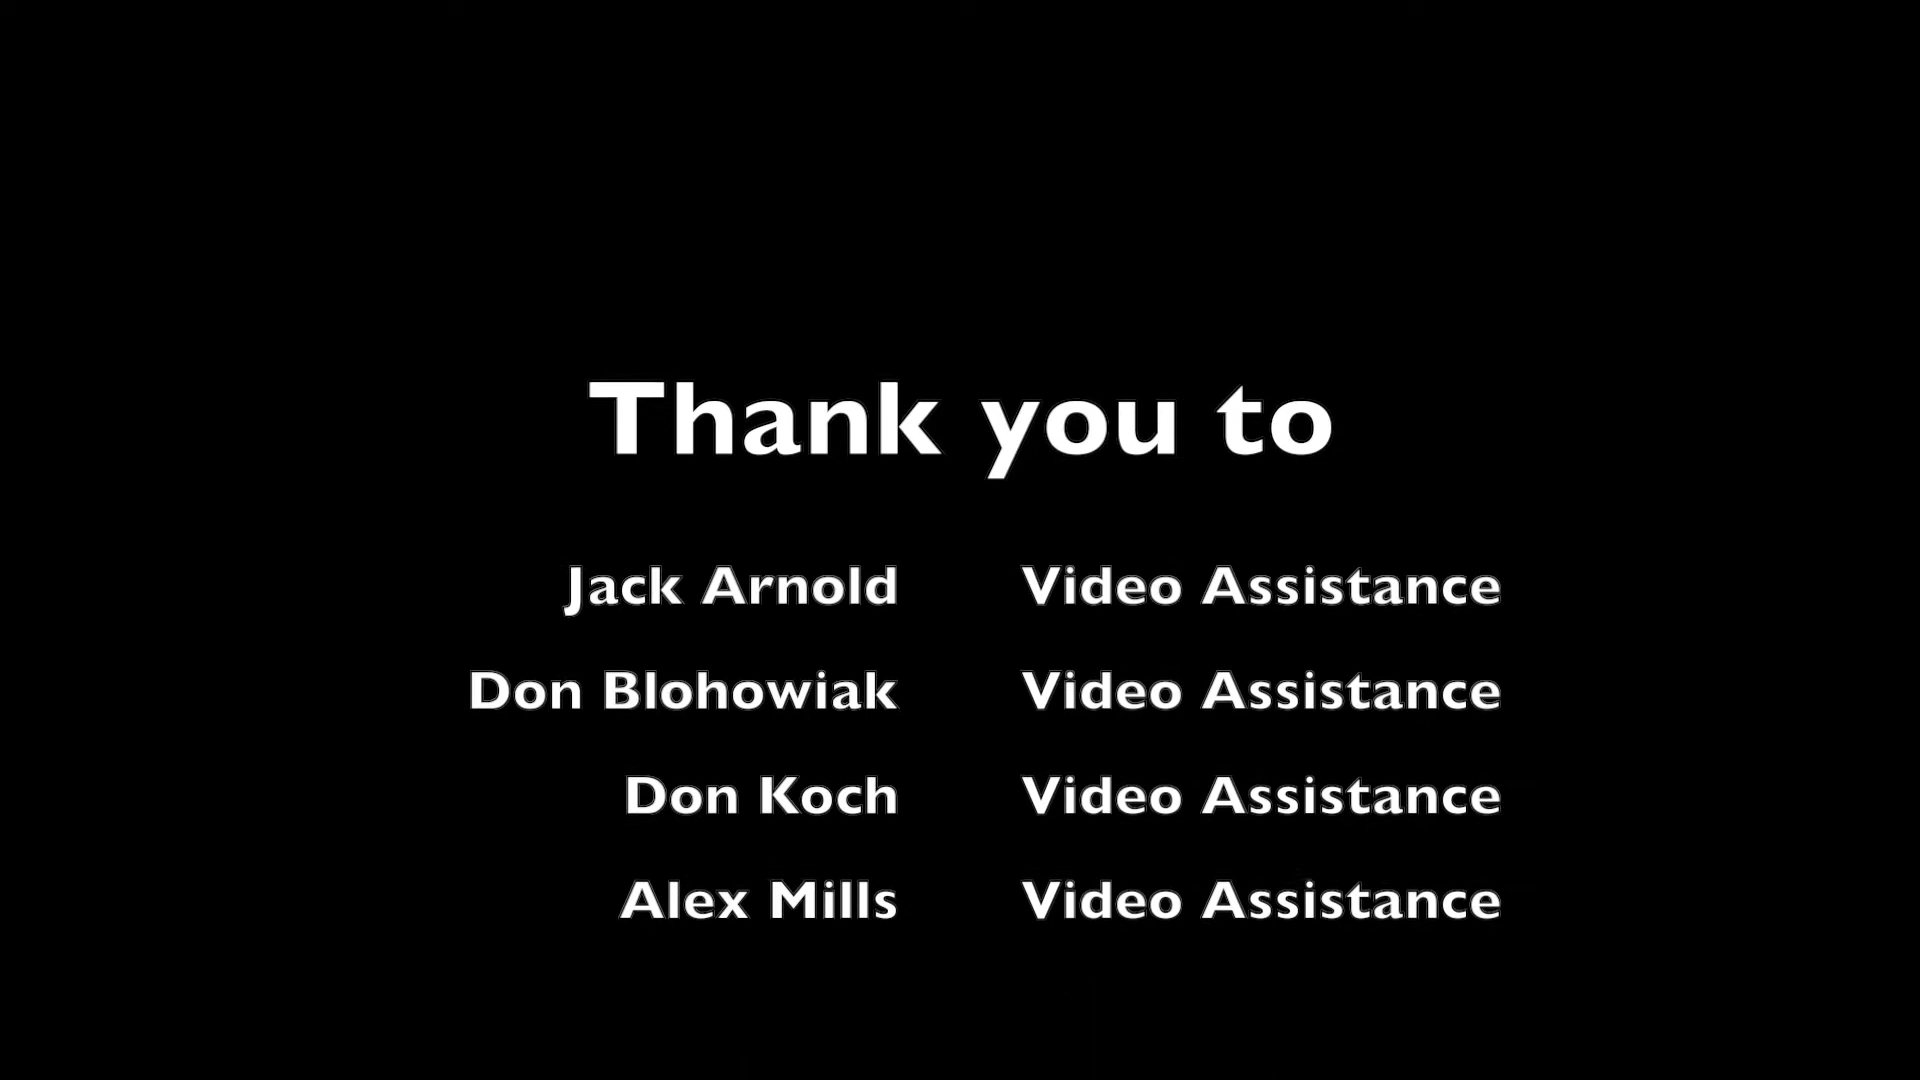 Thank you to
Jack Arnold Video Assistance
Don Blohowiak Video Assistance
Don Koch Video Assistance
Alex Mills Video Assistance